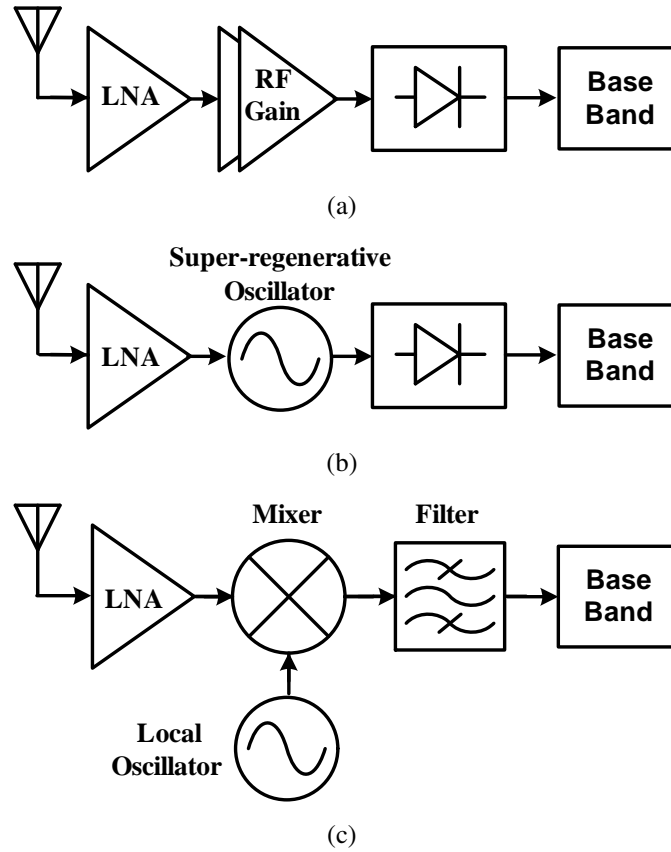 LNA
RF
Gain
Base
Band
(a)
Super-regenerative
Oscillator
LNA
Base
Band
(b)
Mixer
Filter
LNA
Base
Band
Local
Oscillator
(c)